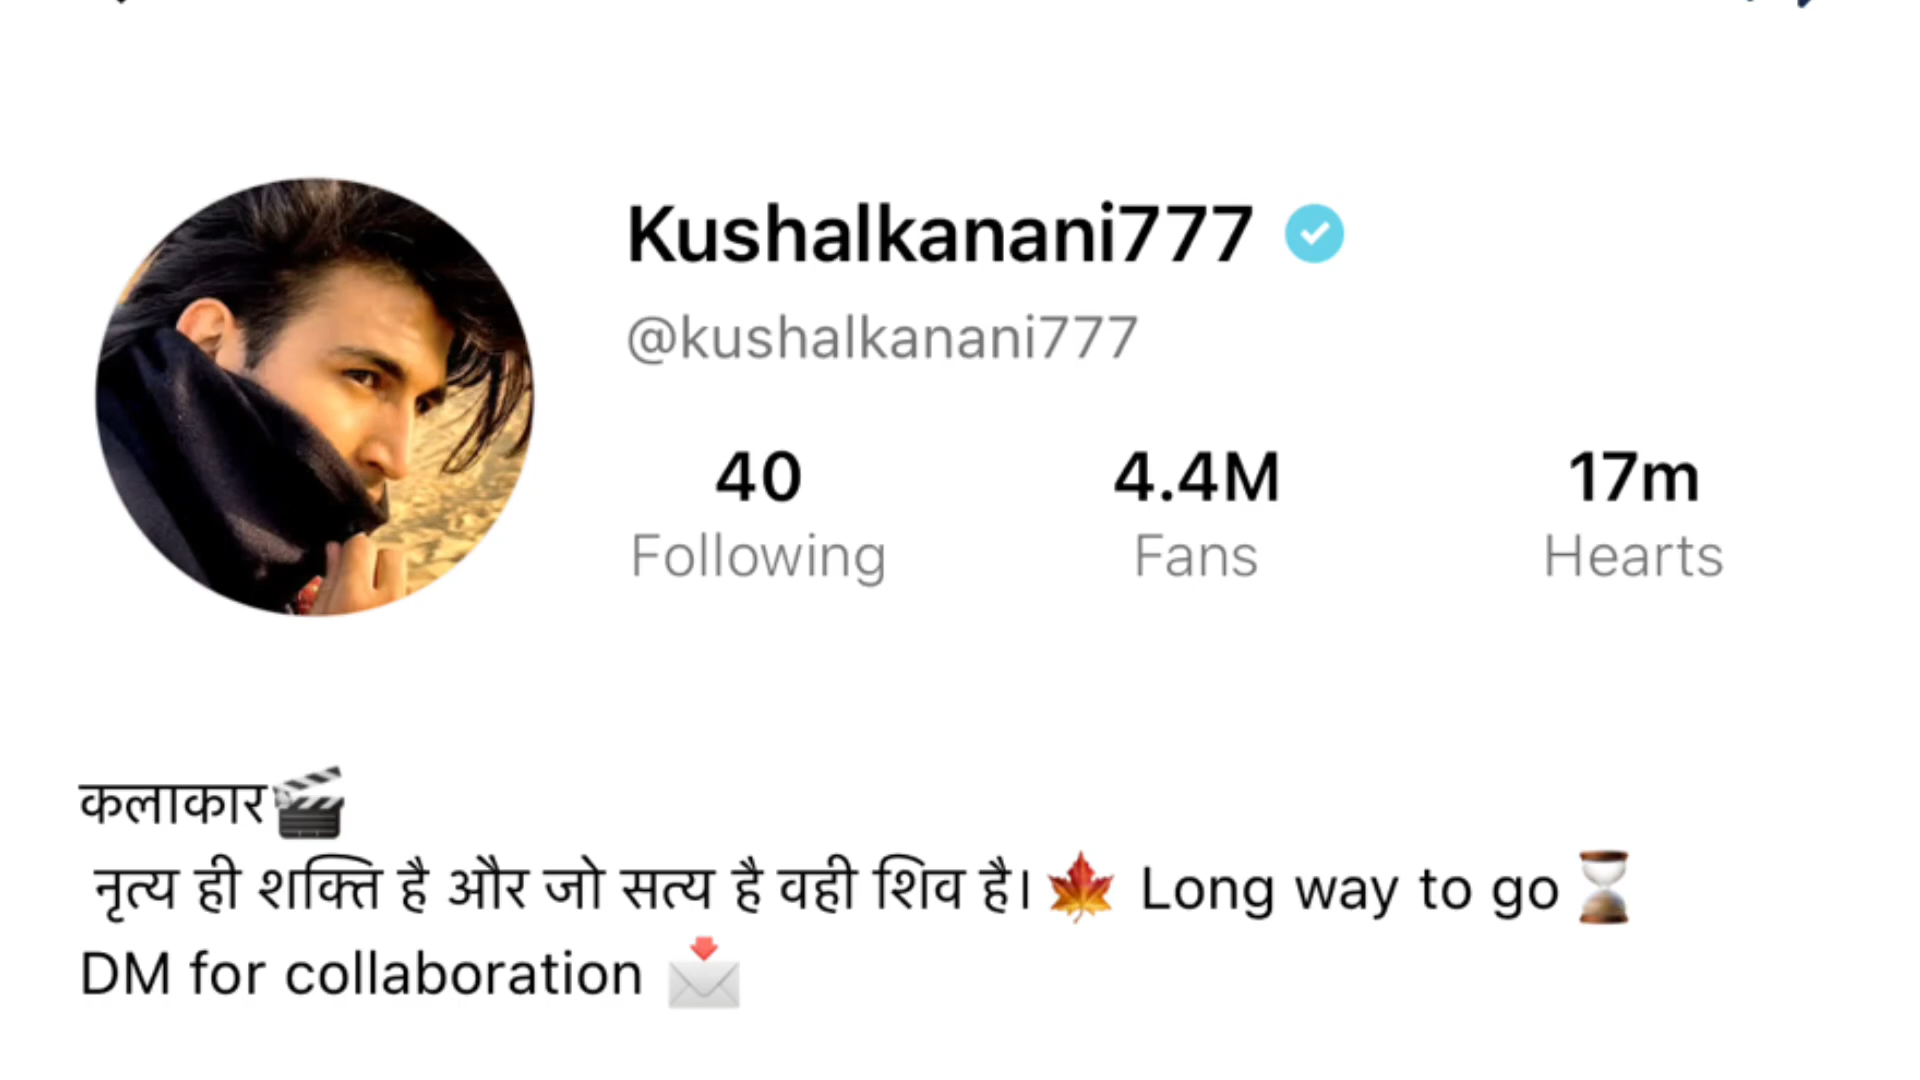 Kushalkanani777
@kushalkanani777
40 4.4M 17m
Following Fans Hearts
कलाकार🎬
नृत्य ही शक्ति है और जो सत्य है वही शिव है। 🍁 Long way to go⏳
DM for collaboration 📩